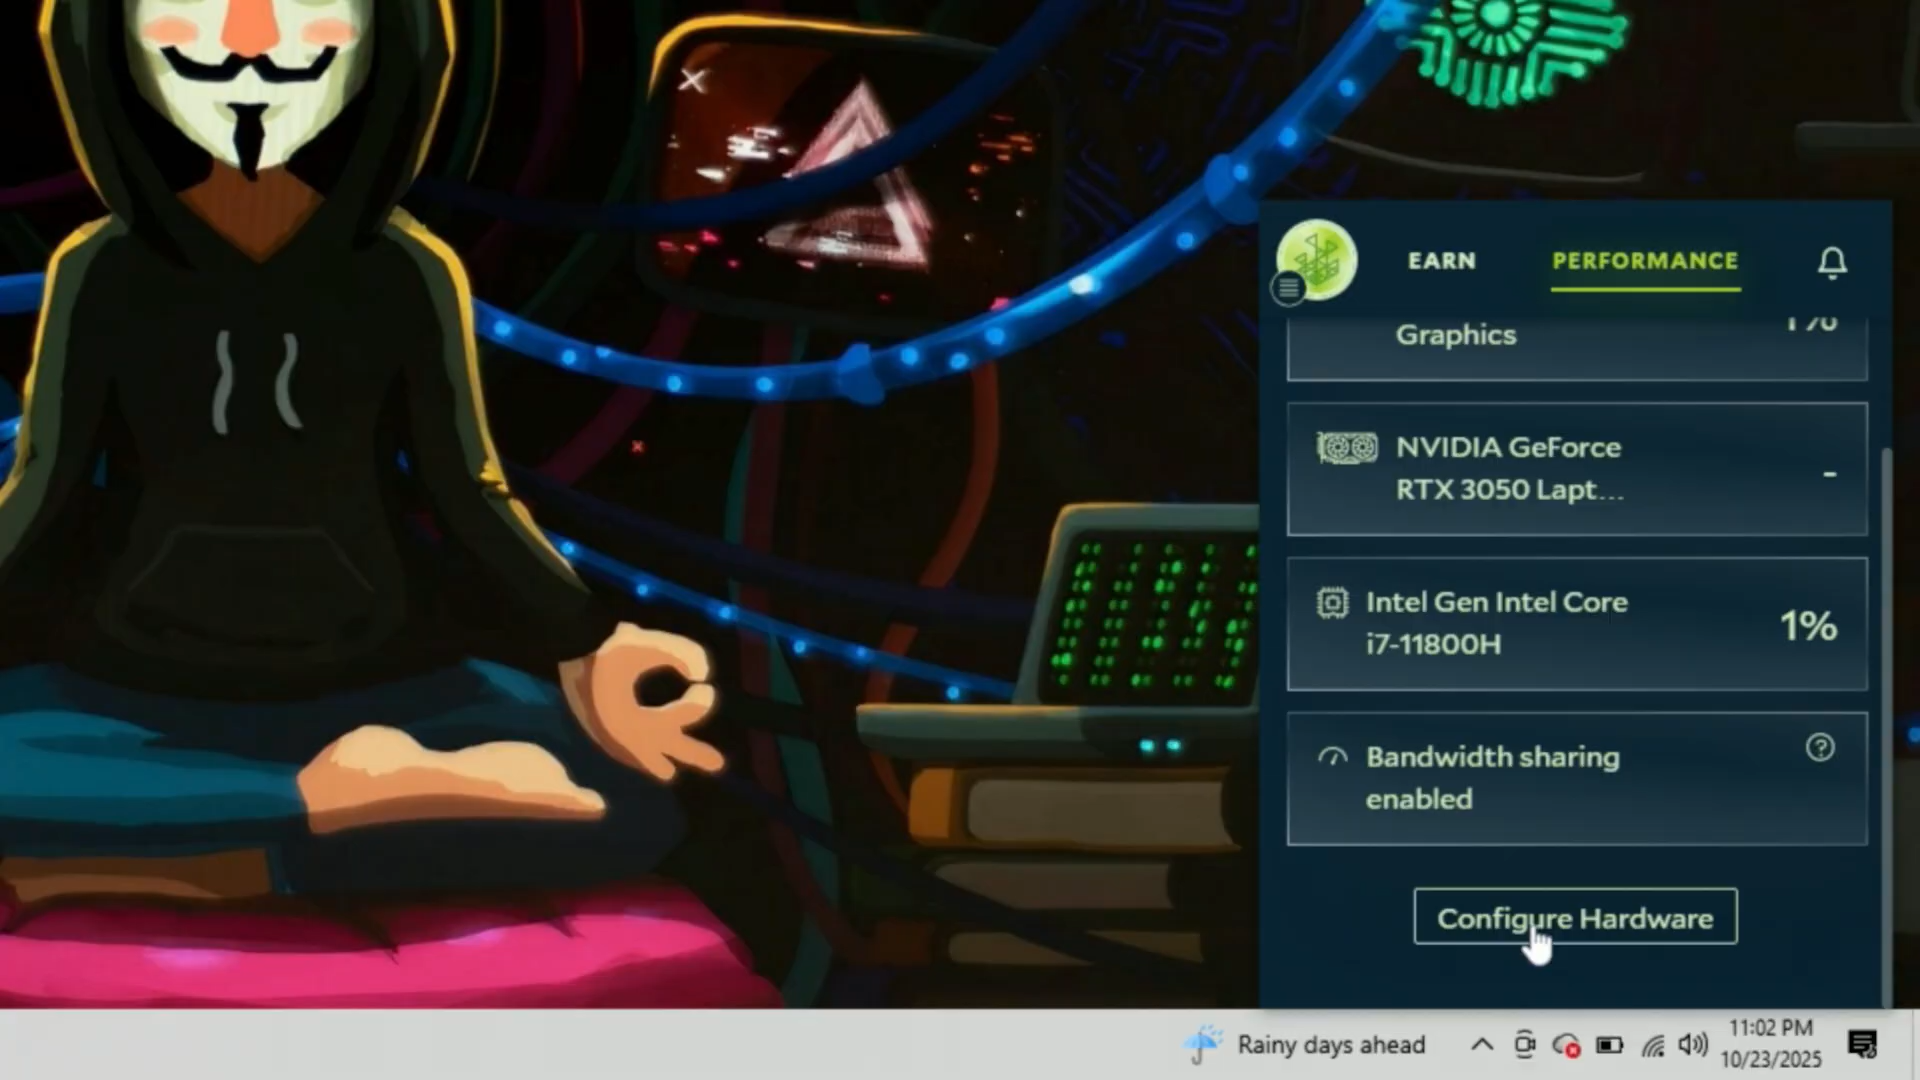 EARN
PERFORMANCE
Graphics
1%
NVIDIA GeForce
RTX 3050 Lapt...
-
Intel Gen Intel Core
i7-11800H
1%
Bandwidth sharing
enabled
Configure Hardware
Rainy days ahead
11:02 PM
10/23/2025